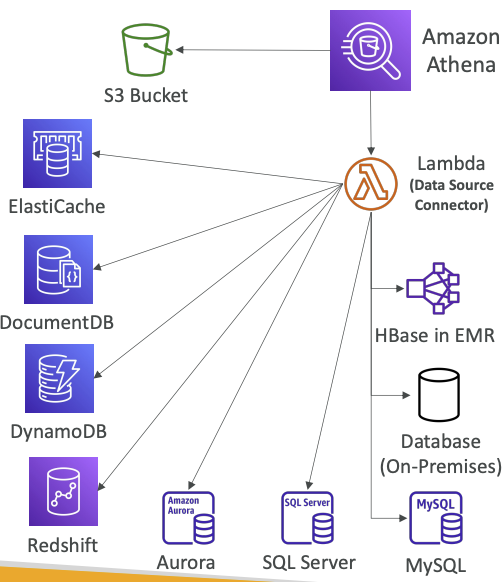 Amazon
Athena
S3 Bucket
Lambda
(Data Source
Connector)
ElastiCache
DocumentDB
HBase in EMR
DynamoDB
Database
(On-Premises)
Redshift
Amazon
Aurora
Aurora
SQL Server
SQL Server
MySQL
MySQL